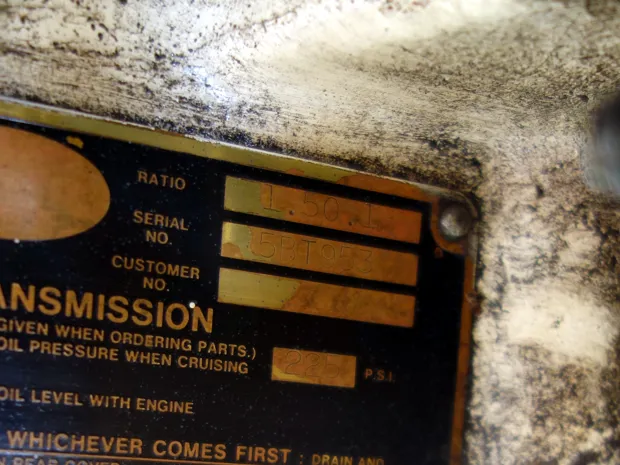 RATIO 1.50.1
SERIAL NO.
CUSTOMER NO.
ANSMISSION
GIVEN WHEN ORDERING PARTS.)
OIL PRESSURE WHEN CRUISING P.S.I.
OIL LEVEL WITH ENGINE
WHICHEVER COMES FIRST: DRAIN AND